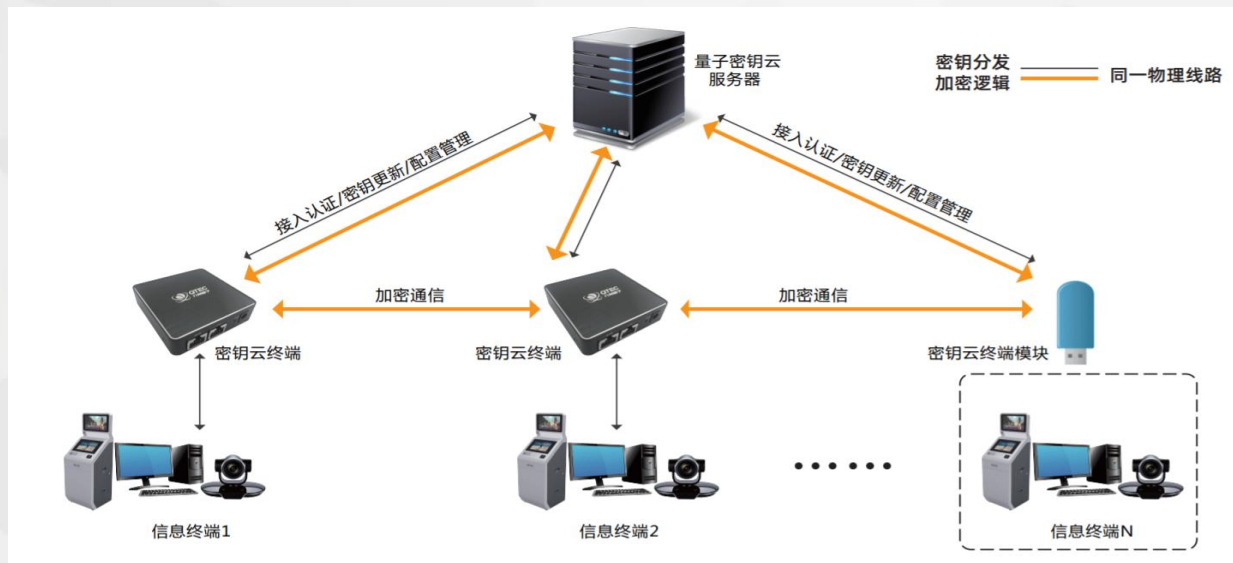 量子密钥云
服务器
密钥分发
加密逻辑
同一物理线路
接入认证/密钥更新/配置管理
接入认证/密钥更新/配置管理
QTEC
加密通信
QTEC
加密通信
密钥云终端
密钥云终端
密钥云终端模块
信息终端1
信息终端2
信息终端N